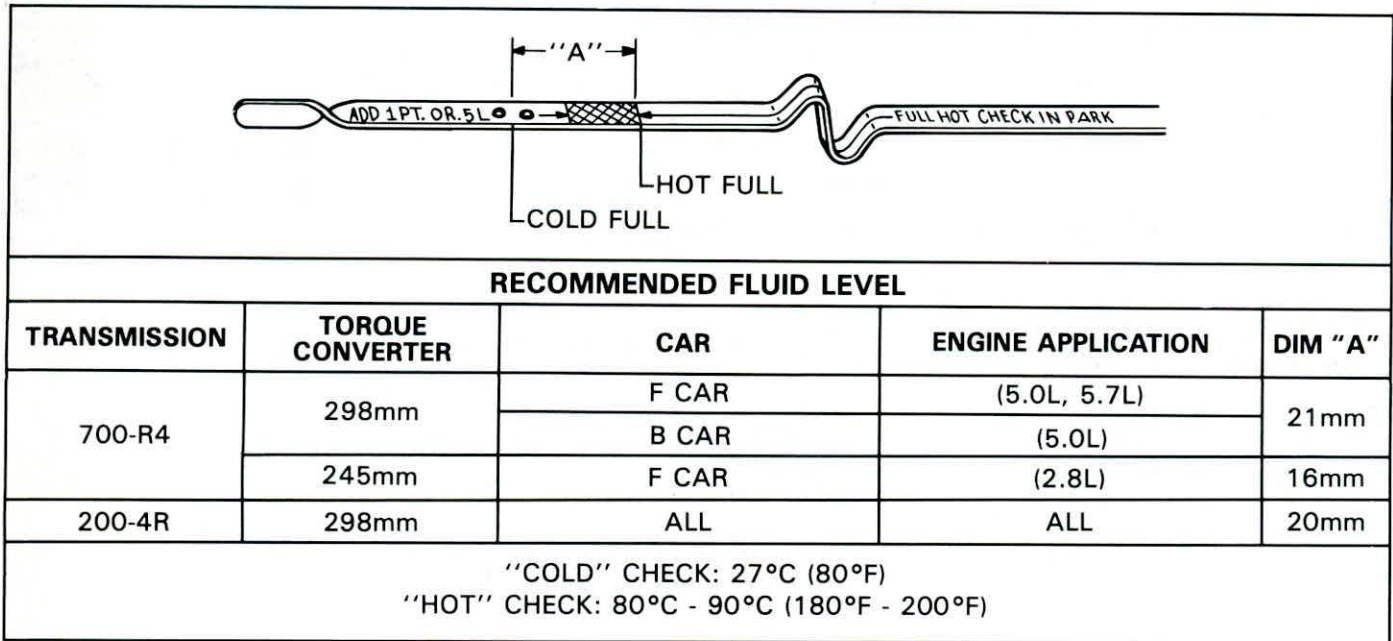 "A"
ADD 1 PT. OR .5 L
FULL HOT CHECK IN PARK
HOT FULL
COLD FULL
RECOMMENDED FLUID LEVEL
TRANSMISSION TORQUE CONVERTER CAR ENGINE APPLICATION DIM "A"
700-R4 298mm F CAR (5.0L, 5.7L) 21mm
B CAR (5.0L)
245mm F CAR (2.8L) 16mm
200-4R 298mm ALL ALL 20mm
"COLD" CHECK: 27°C (80°F)
"HOT" CHECK: 80°C - 90°C (180°F - 200°F)